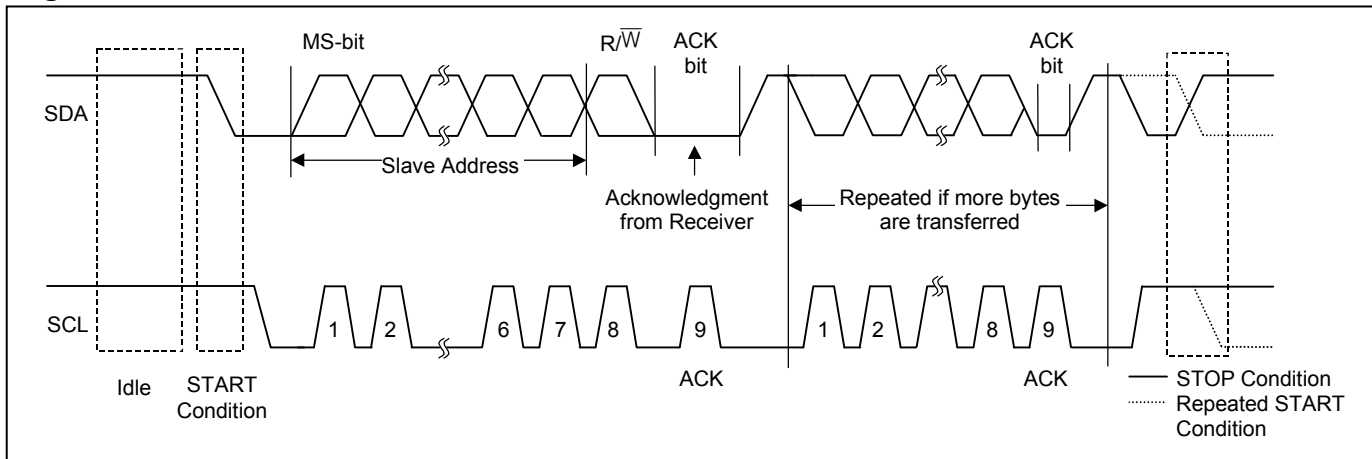 MS-bit
R/W̅
ACK
bit
ACK
bit
SDA
Slave Address
Acknowledgment
from Receiver
Repeated if more bytes
are transferred
SCL
1
2
6
7
8
9
1
2
8
9
Idle
START
Condition
ACK
ACK
STOP Condition
Repeated START
Condition